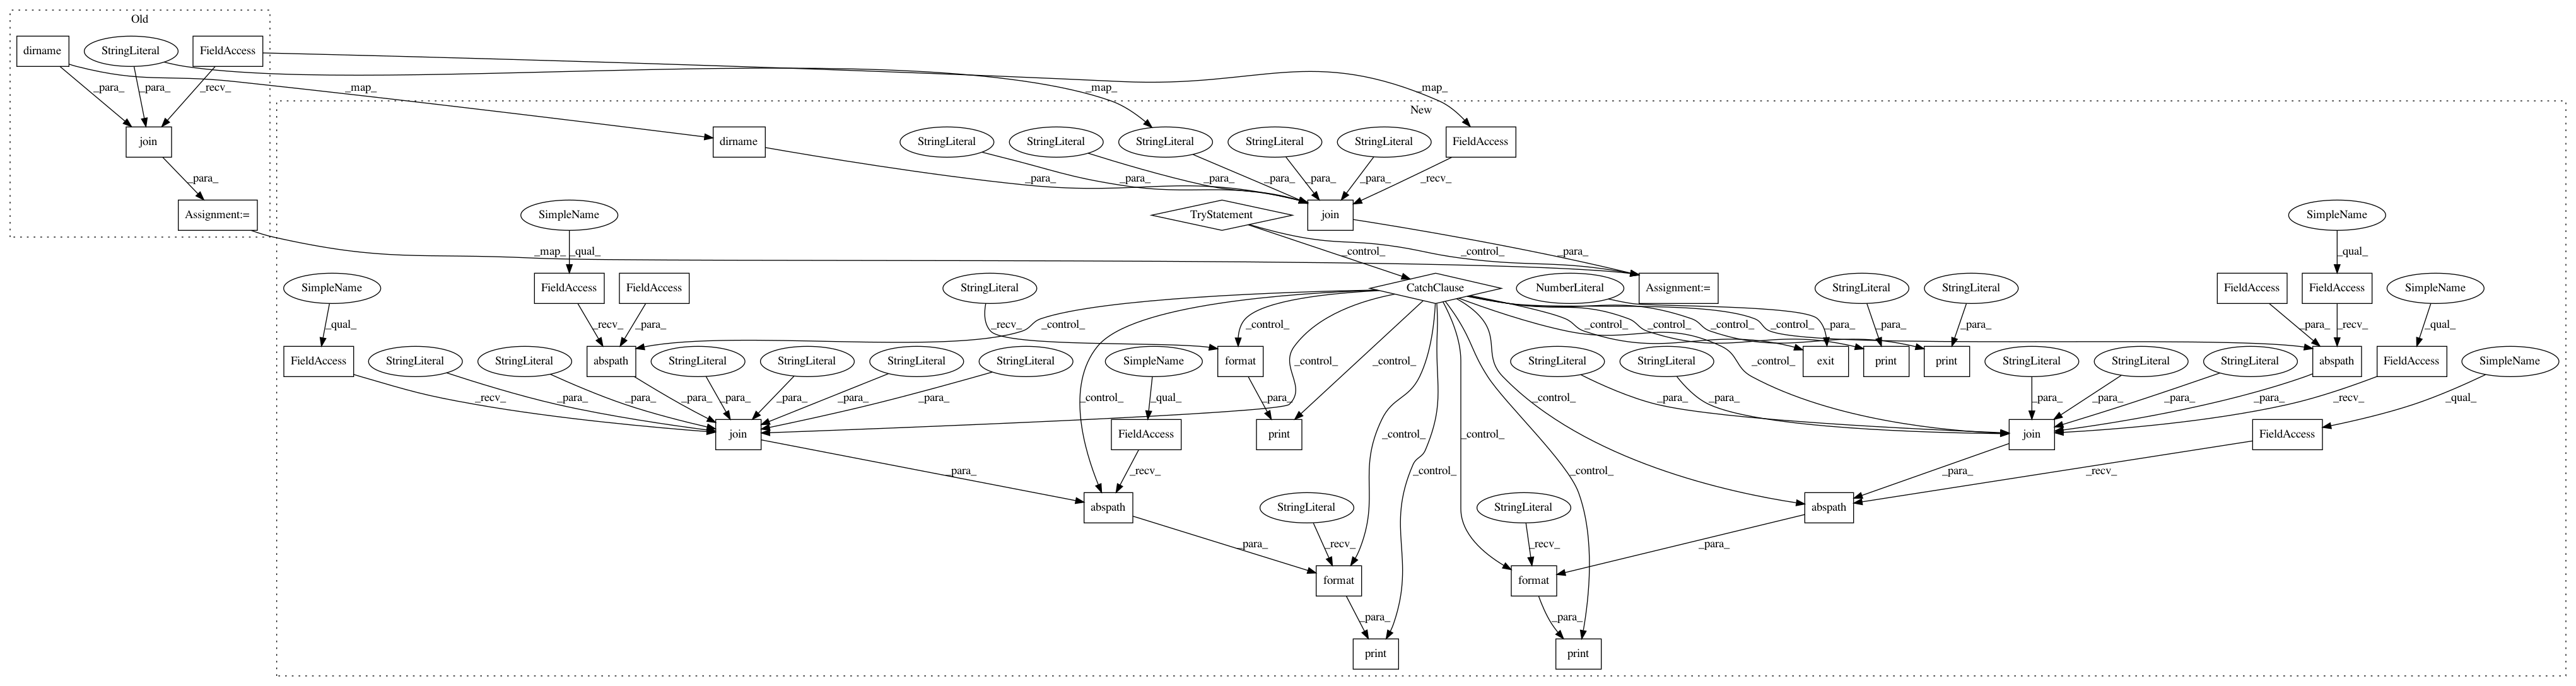 Old
dirname
StringLiteral
FieldAccess
_para_ _para_ _recv_
_map_ _map_ _map_
New
join
dirname
StringLiteral
StringLiteral
StringLiteral
StringLiteral
StringLiteral
FieldAccess
_para_
_para_ _para_ _para_ _para_ _para_ _para_ _recv_
Assignment:=
SimpleName
TryStatement
join
SimpleName
_map_ _qual_ _control_ _control_ _para_ _qual_
SimpleName
FieldAccess
FieldAccess
StringLiteral
CatchClause
NumberLiteral
Assignment:=
StringLiteral
StringLiteral
FieldAccess
FieldAccess
SimpleName
_qual_ _recv_ _para_ _control_ _recv_ _control_ _control_ _control_ _control_ _control_ _para_ _para_ _para_ _para_ _recv_ _qual_
FieldAccess
StringLiteral
StringLiteral
abspath
StringLiteral
StringLiteral
StringLiteral
StringLiteral
SimpleName
format
StringLiteral
StringLiteral
exit
print
print
StringLiteral
StringLiteral
StringLiteral
abspath
FieldAccess
SimpleName
_recv_ _para_ _para_ _para_ _para_ _para_ _para_ _para_ _control_ _qual_ _para_ _control_ _para_ _para_ _control_ _para_ _para_ _para_ _para_ _recv_ _qual_
join
FieldAccess
print
join
FieldAccess
_para_ _recv_ _control_ _control_ _control_ _control_ _para_ _recv_
abspath
StringLiteral
StringLiteral
abspath
_para_ _recv_ _recv_ _para_
format
format
_para_ _para_
print
print